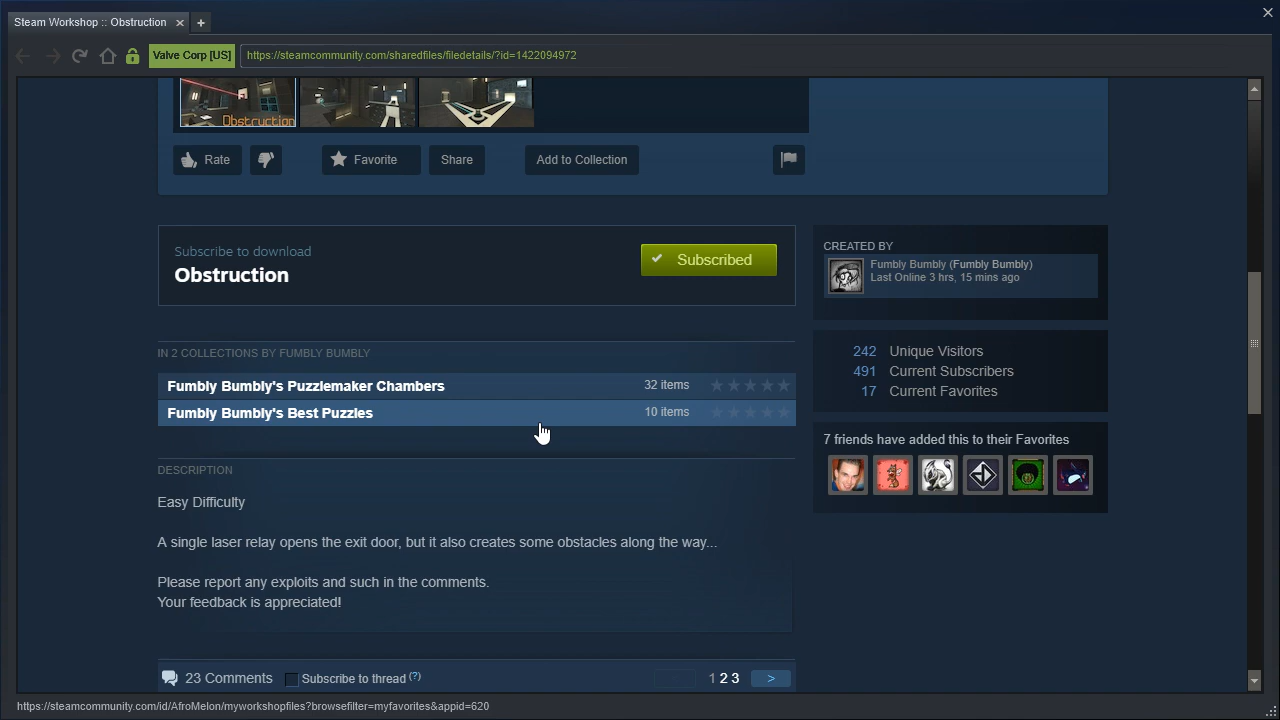 Steam Workshop :: Obstruction
Valve Corp [US]
https://steamcommunity.com/sharedfiles/filedetails/?id=1422094972
Obstruction
Rate
Favorite
Share
Add to Collection
Subscribe to download
Obstruction
Subscribed
CREATED BY
Fumbly Bumbly (Fumbly Bumbly)
Last Online 3 hrs, 15 mins ago
IN 2 COLLECTIONS BY FUMBLY BUMBLY
Fumbly Bumbly's Puzzlemaker Chambers 32 items
Fumbly Bumbly's Best Puzzles 10 items
242 Unique Visitors
491 Current Subscribers
17 Current Favorites
7 friends have added this to their Favorites
DESCRIPTION
Easy Difficulty
A single laser relay opens the exit door, but it also creates some obstacles along the way...
Please report any exploits and such in the comments.
Your feedback is appreciated!
23 Comments Subscribe to thread (?) 1 2 3 >
https://steamcommunity.com/id/AfroMelon/myworkshopfiles?browsefilter=myfavorites&appid=620